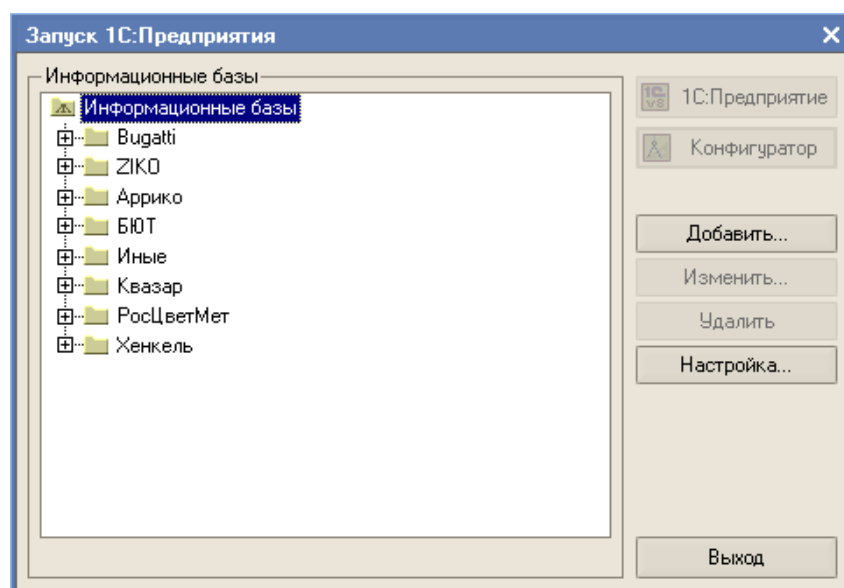 Запуск 1С:Предприятия
Информационные базы
Информационные базы
Bugatti
ZIKO
Аррико
БЮТ
Иные
Квазар
РосЦветМет
Хенкель
1С:Предприятие
Конфигуратор
Добавить...
Изменить...
Удалить
Настройка...
Выход